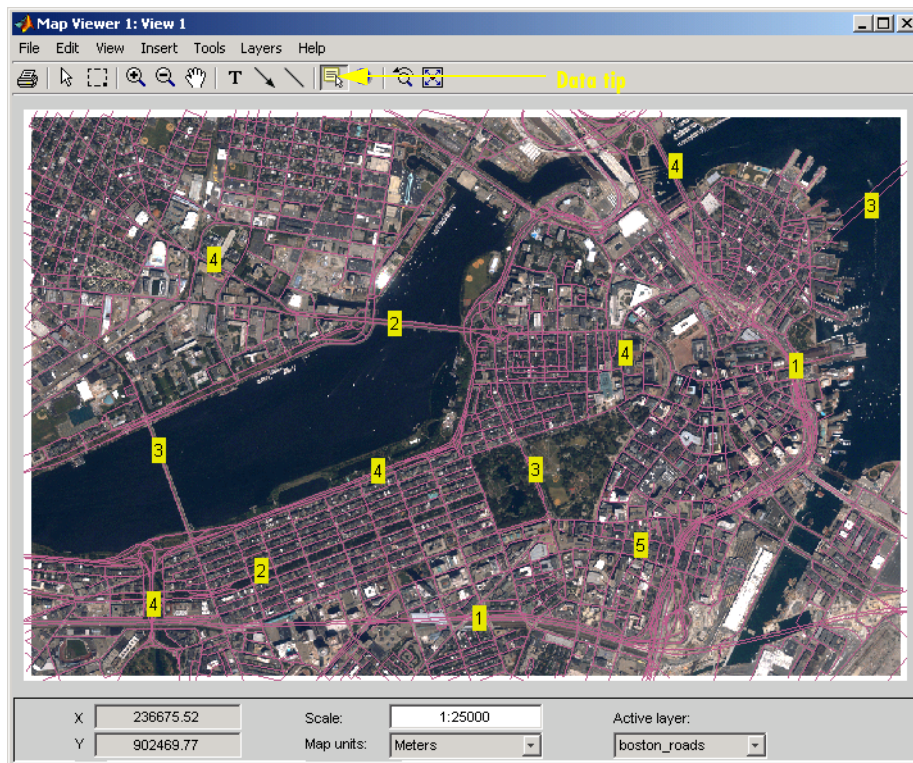 Map Viewer 1: View 1
File Edit View Insert Tools Layers Help
T Data tip
4
3
4
2
4
1
3
4
3
5
2
4
1
X 236675.52 Scale: 1:25000 Active layer:
Y 902469.77 Map units: Meters boston_roads